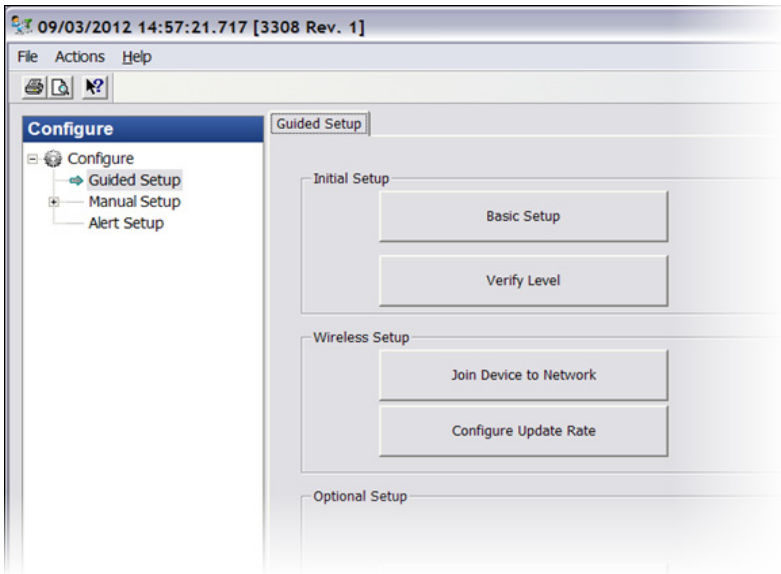 09/03/2012 14:57:21.717 [3308 Rev. 1]
File Actions Help
Configure
Configure
Guided Setup
Manual Setup
Alert Setup
Guided Setup
Initial Setup
Basic Setup
Verify Level
Wireless Setup
Join Device to Network
Configure Update Rate
Optional Setup